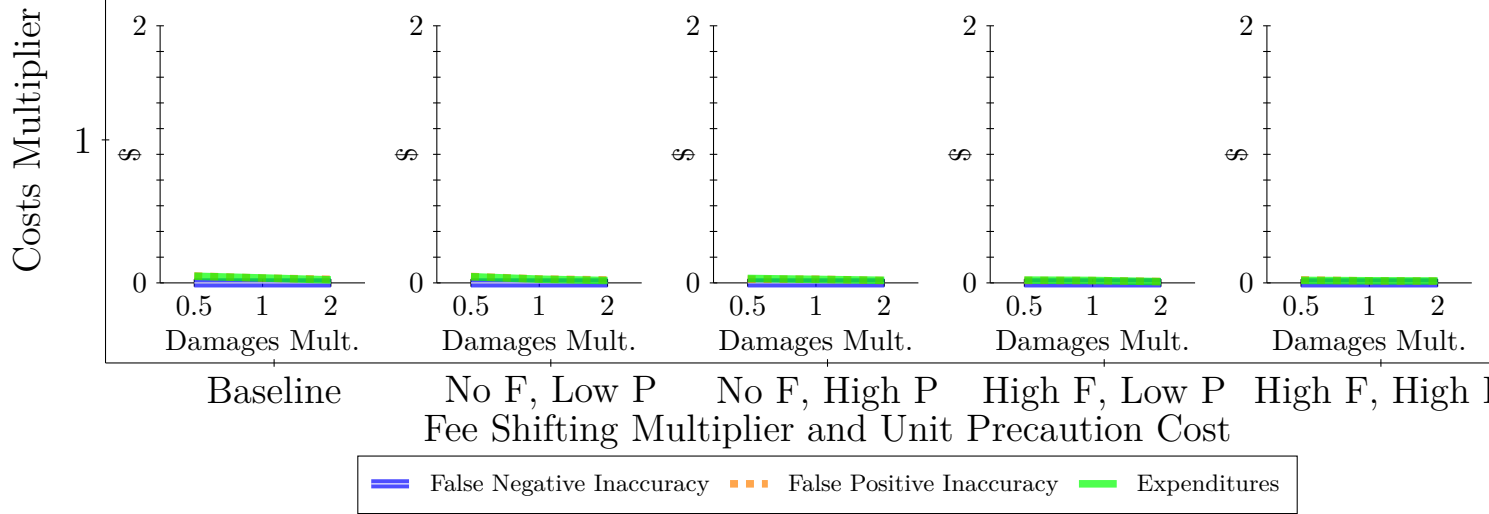 Costs Multiplier
1
2
$
0
0.5 1 2
Damages Mult.
2
$
0
0.5 1 2
Damages Mult.
2
$
0
0.5 1 2
Damages Mult.
2
$
0
0.5 1 2
Damages Mult.
2
$
0
0.5 1 2
Damages Mult.
Baseline
No F, Low P
No F, High P
High F, Low P
High F, High
Fee Shifting Multiplier and Unit Precaution Cost
False Negative Inaccuracy
False Positive Inaccuracy
Expenditures